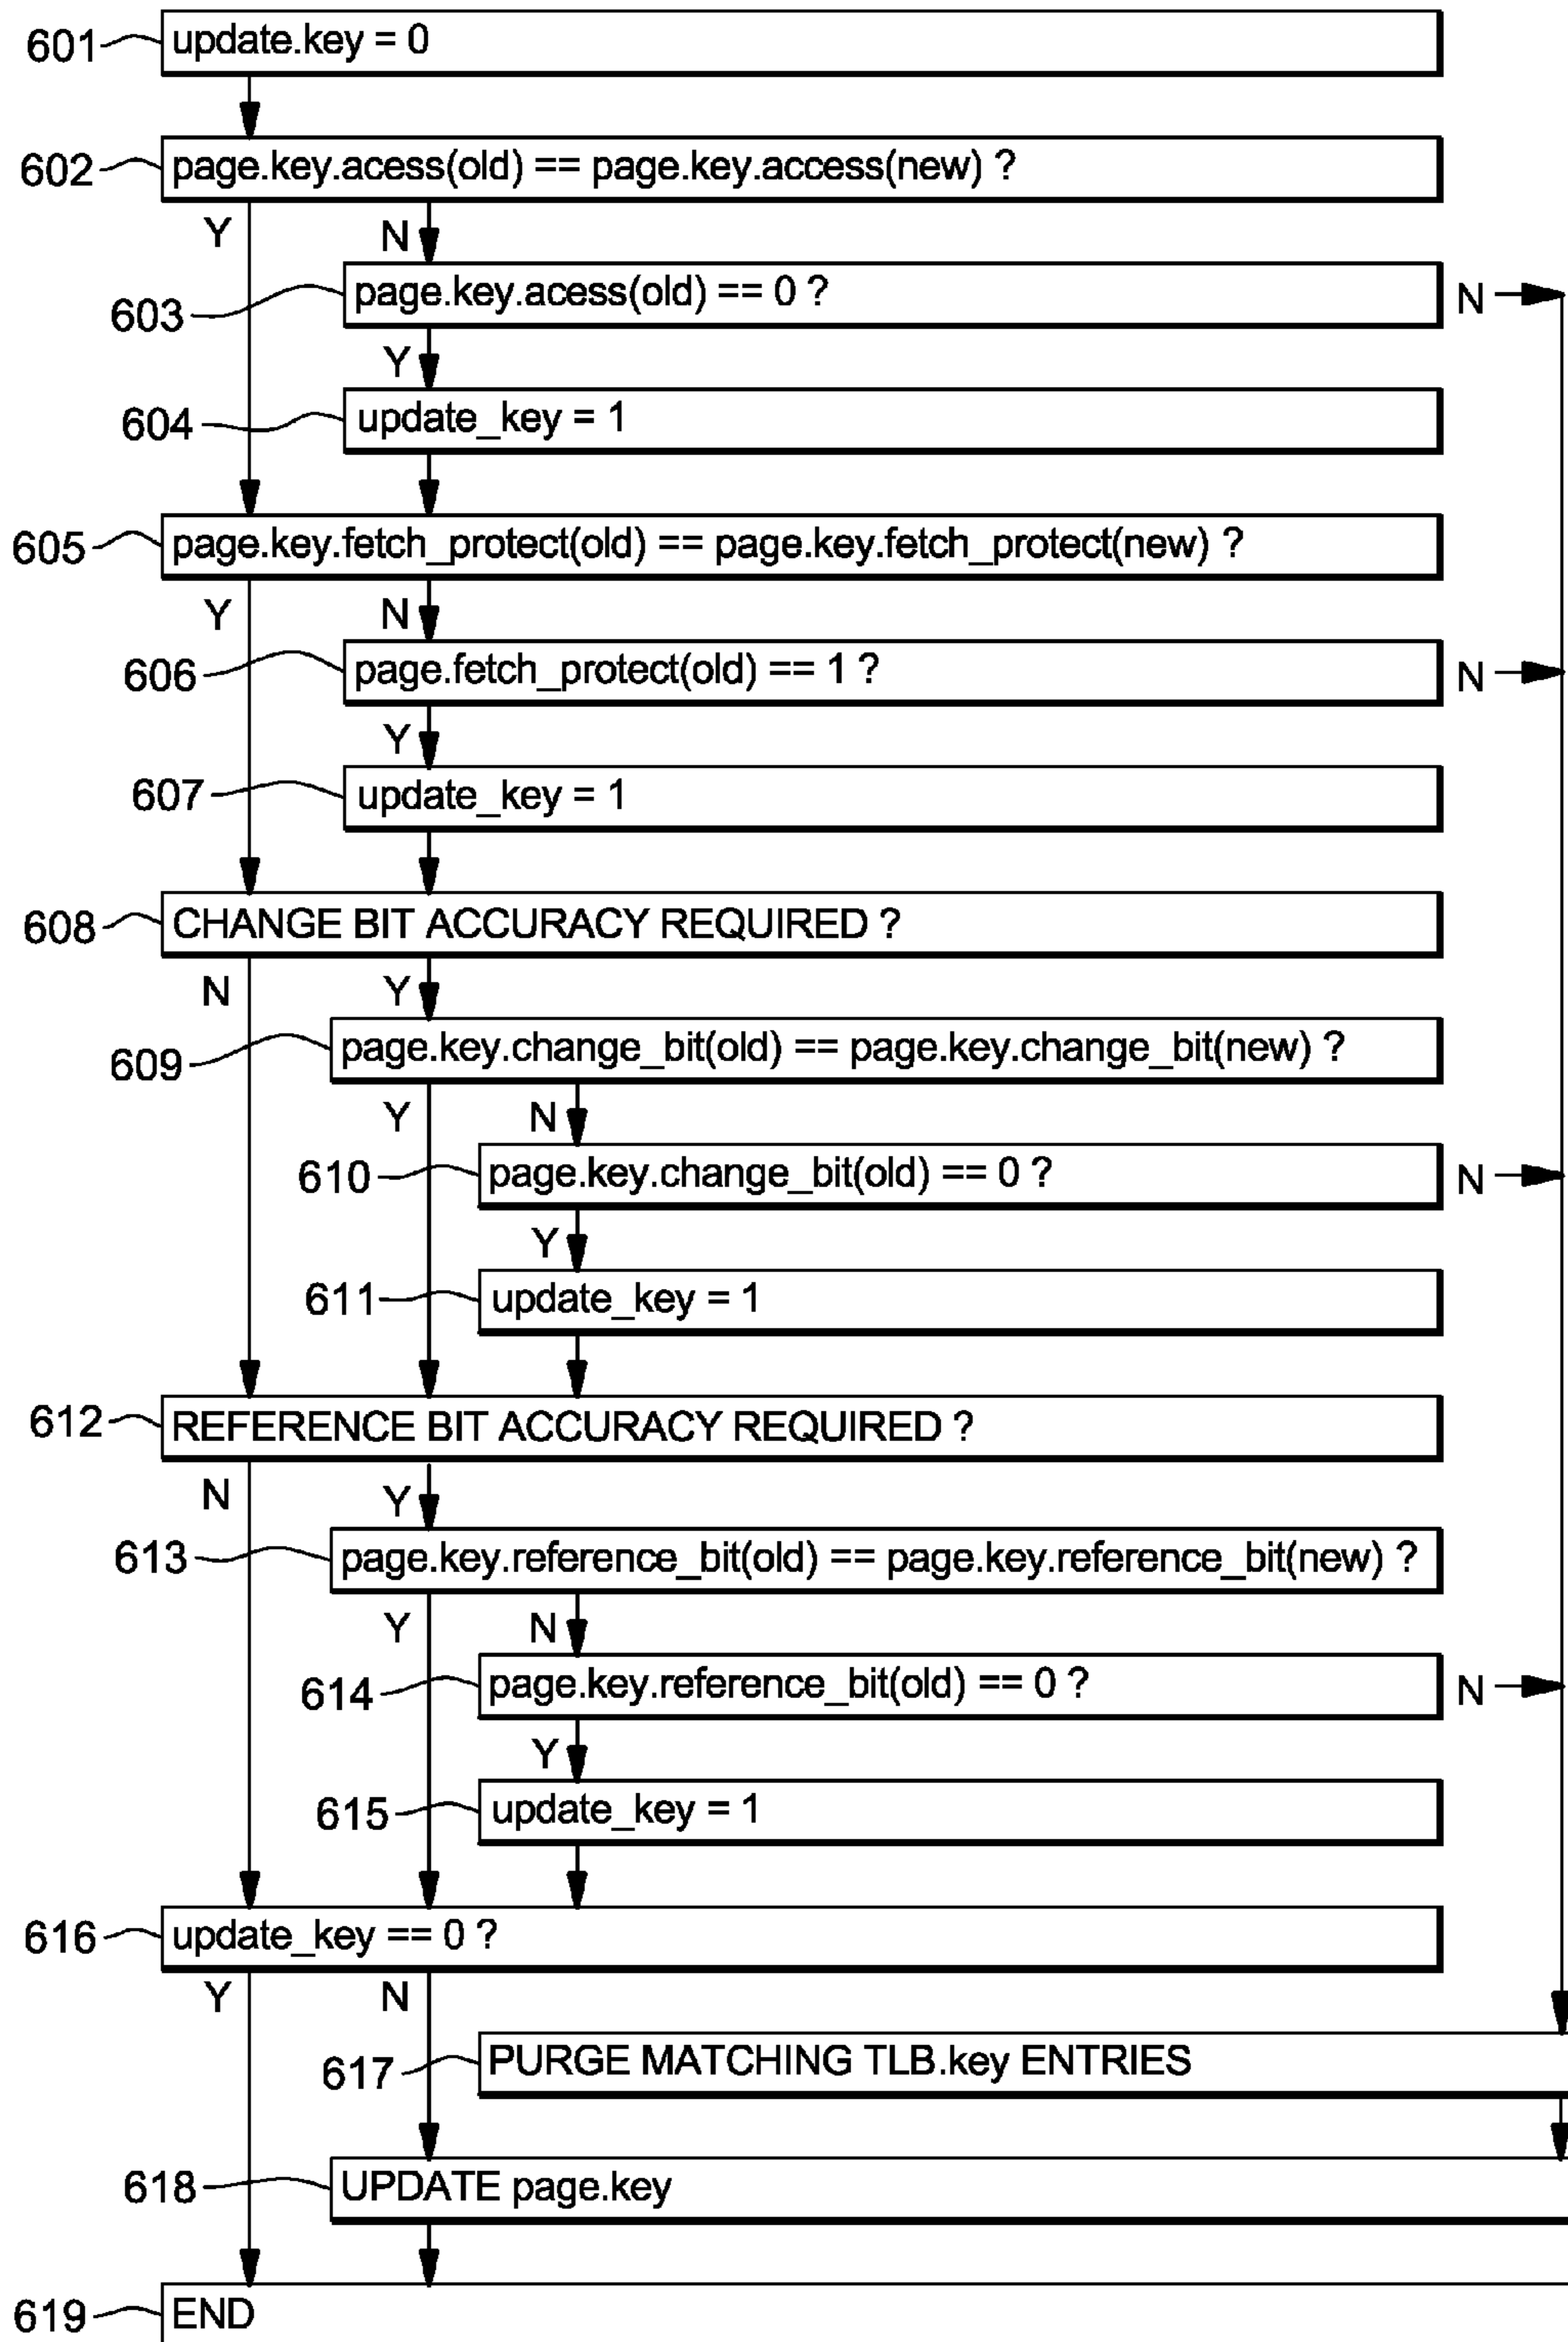 601 update.key = 0
602 page.key.acess(old) == page.key.access(new) ?
Y N
603 page.key.acess(old) == 0 ? N
Y
604 update_key = 1
605 page.key.fetch_protect(old) == page.key.fetch_protect(new) ?
Y N
606 page.fetch_protect(old) == 1 ? N
Y
607 update_key = 1
608 CHANGE BIT ACCURACY REQUIRED ?
N Y
609 page.key.change_bit(old) == page.key.change_bit(new) ?
Y N
610 page.key.change_bit(old) == 0 ? N
Y
611 update_key = 1
612 REFERENCE BIT ACCURACY REQUIRED ?
N Y
613 page.key.reference_bit(old) == page.key.reference_bit(new) ?
Y N
614 page.key.reference_bit(old) == 0 ? N
Y
615 update_key = 1
616 update_key == 0 ?
Y N
617 PURGE MATCHING TLB.key ENTRIES
618 UPDATE page.key
619 END